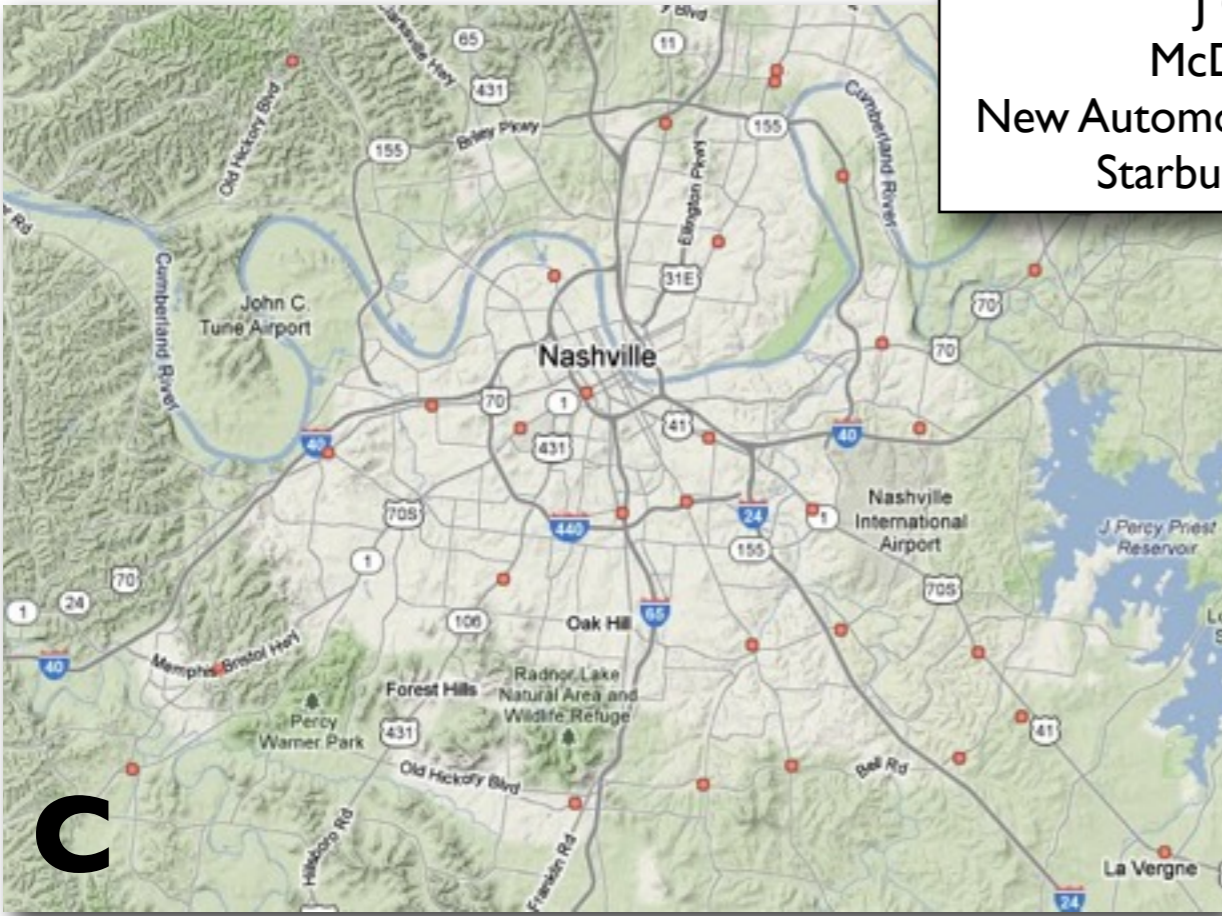 McD
New Automo
Starbu
65
431
11
155
Briley Pkwy
155
Old Hickory Blvd
Cumberland River
Ellington Pkwy
31E
Cumberland River
John C.
Tune Airport
70
70
Nashville
70
1
431
41
40
40
70S
440
24
1
Nashville
International
Airport
J Percy Priest
Reservoir
155
1
70
24
1
70S
106
Oak Hill
65
40
Memphis Bristol Hwy
Radnor Lake
Natural Area and
Wildlife Refuge
Forest Hills
Percy
Warner Park
431
41
Bell Rd
Old Hickory Blvd
C
Hillsboro Rd
Franklin Rd
La Vergne
24